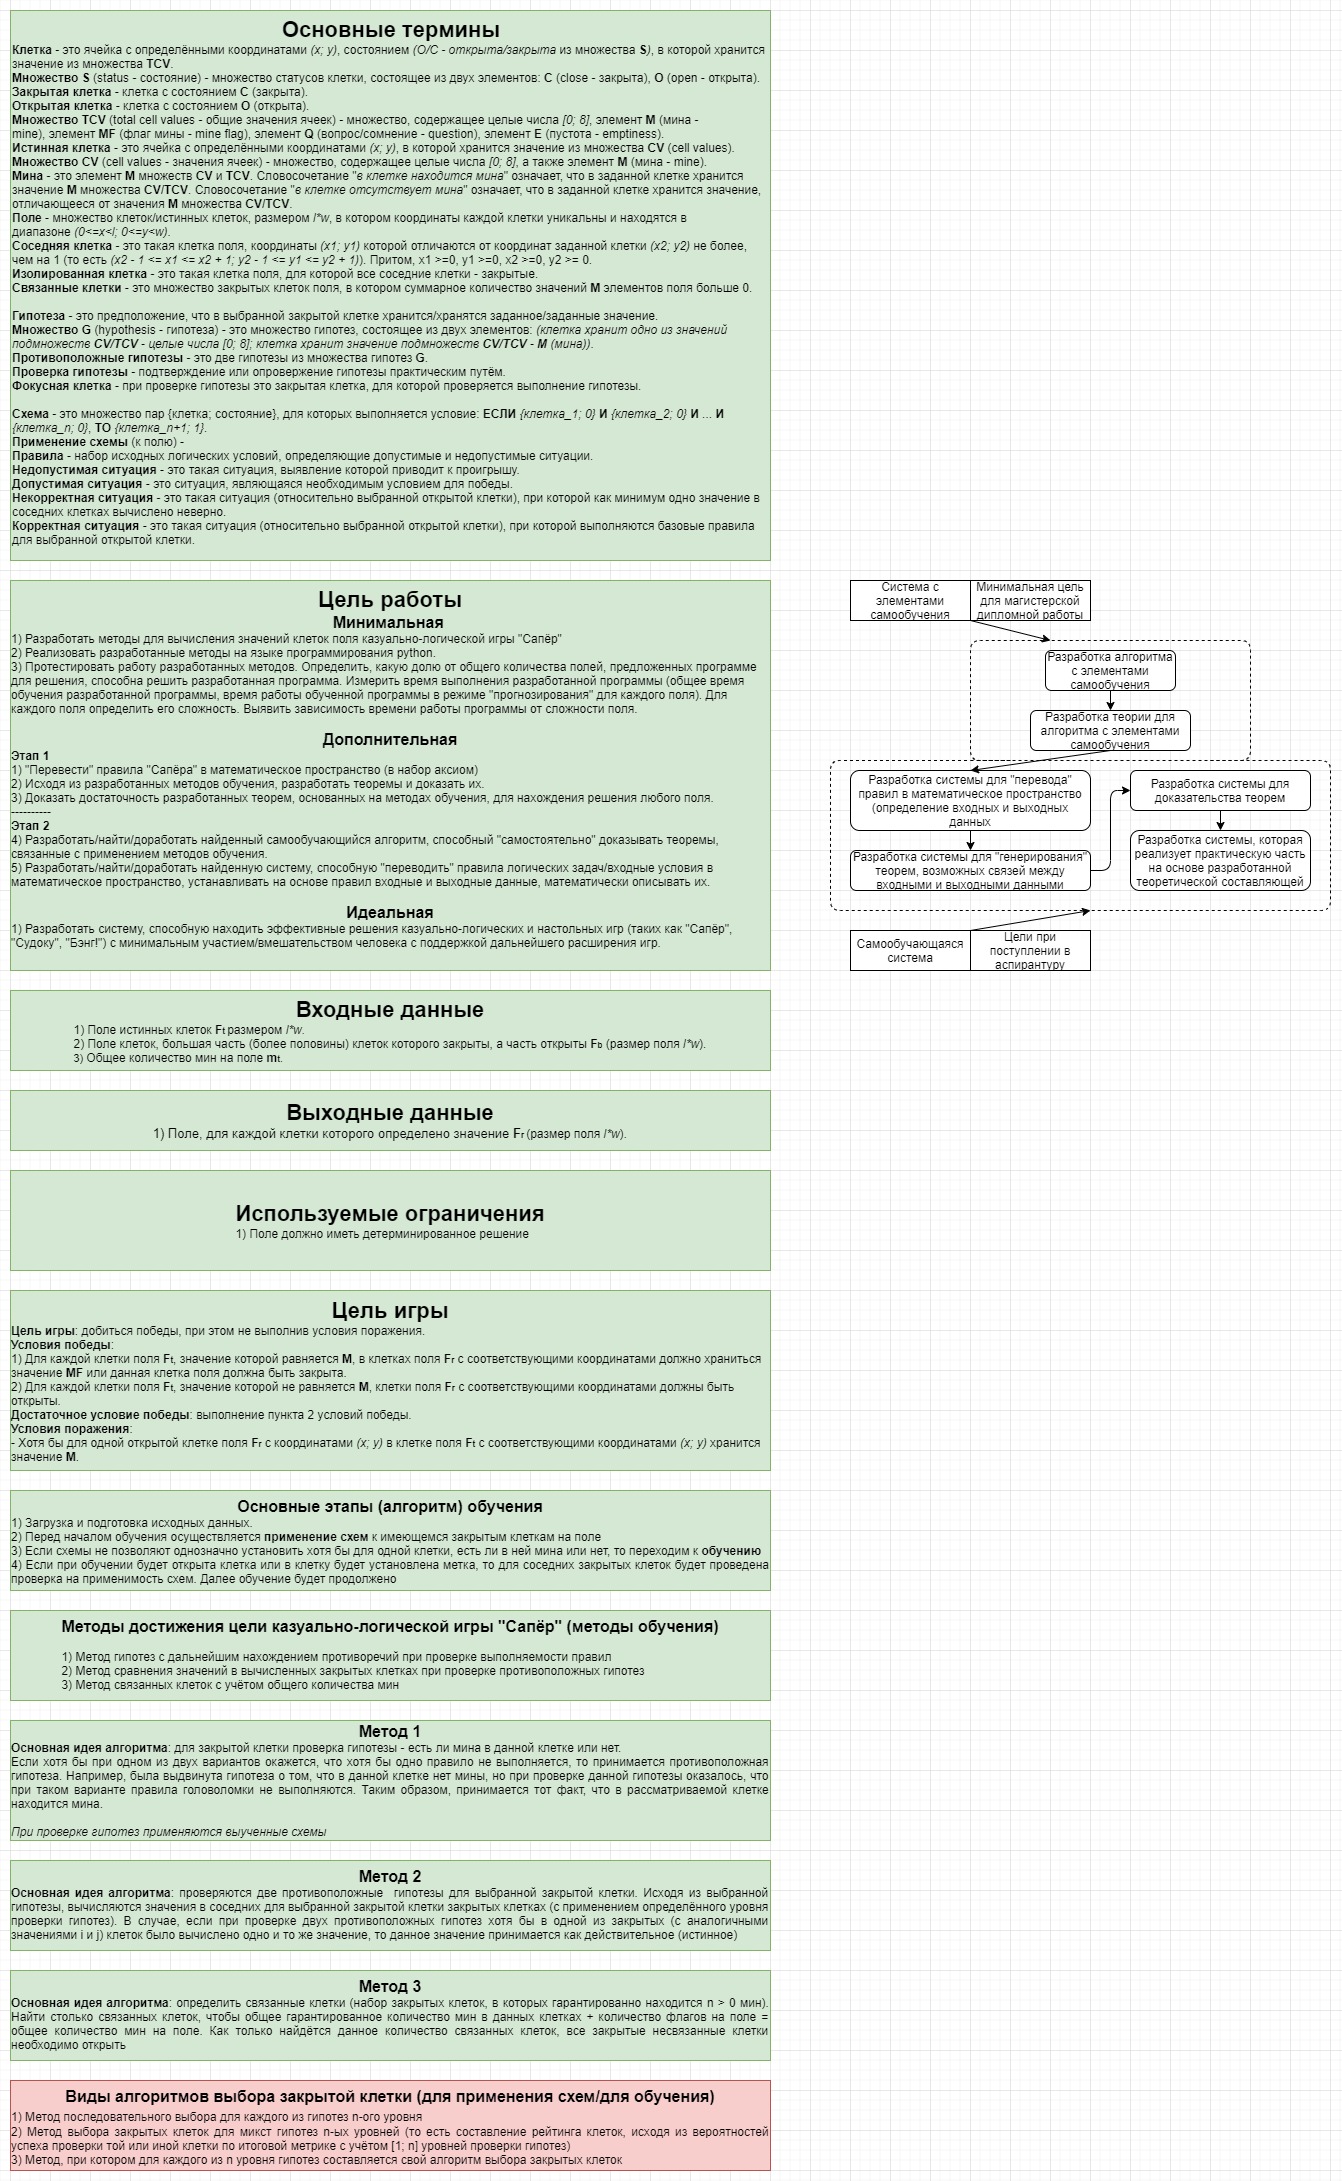 Основные термины
Клетка - это ячейка с определёнными координатами (x; y), состоянием (O/C - открыта/закрыта из множества S), в которой хранится
значение из множества TCV.
Множество S (status - состояние) - множество статусов клетки, состоящее из двух элементов: C (close - закрыта), O (open - открыта).
Закрытая клетка - клетка с состоянием C (закрыта).
Открытая клетка - клетка с состоянием O (открыта).
Множество TCV (total cell values - общие значения ячеек) - множество, содержащее целые числа [0; 8], элемент M (мина -
mine), элемент MF (флаг мины - mine flag), элемент Q (вопрос/сомнение - question), элемент E (пустота - emptiness).
Истинная клетка - это ячейка с определёнными координатами (x; y), в которой хранится значение из множества CV (cell values).
Множество CV (cell values - значения ячеек) - множество, содержащее целые числа [0; 8], а также элемент M (мина - mine).
Мина - это элемент M множеств CV и TCV. Словосочетание "в клетке находится мина" означает, что в заданной клетке хранится
значение M множества CV/TCV. Словосочетание "в клетке отсутствует мина" означает, что в заданной клетке хранится значение,
отличающееся от значения M множества CV/TCV.
Поле - множество клеток/истинных клеток, размером l*w, в котором координаты каждой клетки уникальны и находятся в
диапазоне (0<=x<l; 0<=y<w).
Соседняя клетка - это такая клетка поля, координаты (x1; y1) которой отличаются от координат заданной клетки (x2; y2) не более,
чем на 1 (то есть (x2 - 1 <= x1 <= x2 + 1; y2 - 1 <= y1 <= y2 + 1)). Притом, x1 >=0, y1 >=0, x2 >=0, y2 >= 0.
Изолированная клетка - это такая клетка поля, для которой все соседние клетки - закрытые.
Связанные клетки - это множество закрытых клеток поля, в котором суммарное количество значений M элементов поля больше 0.
Гипотеза - это предположение, что в выбранной закрытой клетке хранится/хранятся заданное/заданные значение.
Множество G (hypothesis - гипотеза) - это множество гипотез, состоящее из двух элементов: (клетка хранит одно из значений
подмножеств CV/TCV - целые числа [0; 8]; клетка хранит значение подмножеств CV/TCV - M (мина)).
Противоположные гипотезы - это две гипотезы из множества гипотез G.
Проверка гипотезы - подтверждение или опровержение гипотезы практическим путём.
Фокусная клетка - при проверке гипотезы это закрытая клетка, для которой проверяется выполнение гипотезы.
Схема - это множество пар {клетка; состояние}, для которых выполняется условие: ЕСЛИ {клетка_1; 0} И {клетка_2; 0} И ... И
{клетка_n; 0}, ТО {клетка_n+1; 1}.
Применение схемы (к полю) -
Правила - набор исходных логических условий, определяющие допустимые и недопустимые ситуации.
Недопустимая ситуация - это такая ситуация, выявление которой приводит к проигрышу.
Допустимая ситуация - это ситуация, являющаяся необходимым условием для победы.
Некорректная ситуация - это такая ситуация (относительно выбранной открытой клетки), при которой как минимум одно значение в
соседних клетках вычислено неверно.
Корректная ситуация - это такая ситуация (относительно выбранной открытой клетки), при которой выполняются базовые правила
для выбранной открытой клетки.
Цель работы
Минимальная
1) Разработать методы для вычисления значений клеток поля казуально-логической игры "Сапёр"
2) Реализовать разработанные методы на языке программирования python.
3) Протестировать работу разработанных методов. Определить, какую долю от общего количества полей, предложенных программе
для решения, способна решить разработанная программа. Измерить время выполнения разработанной программы (общее время
обучения разработанной программы, время работы обученной программы в режиме "прогнозирования" для каждого поля). Для
каждого поля определить его сложность. Выявить зависимость времени работы программы от сложности поля.
Дополнительная
Этап 1
1) "Перевести" правила "Сапёра" в математическое пространство (в набор аксиом)
2) Исходя из разработанных методов обучения, разработать теоремы и доказать их.
3) Доказать достаточность разработанных теорем, основанных на методах обучения, для нахождения решения любого поля.
----------
Этап 2
4) Разработать/найти/доработать найденный самообучающийся алгоритм, способный "самостоятельно" доказывать теоремы,
связанные с применением методов обучения.
5) Разработать/найти/доработать найденную систему, способную "переводить" правила логических задач/входные условия в
математическое пространство, устанавливать на основе правил входные и выходные данные, математически описывать их.
Идеальная
1) Разработать систему, способную находить эффективные решения казуально-логических и настольных игр (таких как "Сапёр",
"Судоку", "Бэнг!") с минимальным участием/вмешательством человека с поддержкой дальнейшего расширения игр.
Система с
элементами
самообучения
Минимальная цель
для магистерской
дипломной работы
Разработка алгоритма
с элементами
самообучения
Разработка теории для
алгоритма с элементами
самообучения
Разработка системы для "перевода"
правил в математическое пространство
(определение входных и выходных
данных
Разработка системы для "генерирования"
теорем, возможных связей между
входными и выходными данными
Разработка системы для
доказательства теорем
Разработка системы, которая
реализует практическую часть
на основе разработанной
теоретической составляющей
Самообучающаяся
система
Цели при
поступлении в
аспирантуру
Входные данные
1) Поле истинных клеток Ft размером l*w.
2) Поле клеток, большая часть (более половины) клеток которого закрыты, а часть открыты Fb (размер поля l*w).
3) Общее количество мин на поле mt.
Выходные данные
1) Поле, для каждой клетки которого определено значение Fr (размер поля l*w).
Используемые ограничения
1) Поле должно иметь детерминированное решение
Цель игры
Цель игры: добиться победы, при этом не выполнив условия поражения.
Условия победы:
1) Для каждой клетки поля Ft, значение которой равняется M, в клетках поля Fr с соответствующими координатами должно храниться
значение MF или данная клетка поля должна быть закрыта.
2) Для каждой клетки поля Ft, значение которой не равняется M, клетки поля Fr с соответствующими координатами должны быть
открыты.
Достаточное условие победы: выполнение пункта 2 условий победы.
Условия поражения:
- Хотя бы для одной открытой клетке поля Fr с координатами (x; y) в клетке поля Ft с соответствующими координатами (x; y) хранится
значение M.
Основные этапы (алгоритм) обучения
1) Загрузка и подготовка исходных данных.
2) Перед началом обучения осуществляется применение схем к имеющемся закрытым клеткам на поле
3) Если схемы не позволяют однозначно установить хотя бы для одной клетки, есть ли в ней мина или нет, то переходим к обучению
4) Если при обучении будет открыта клетка или в клетку будет установлена метка, то для соседних закрытых клеток будет проведена
проверка на применимость схем. Далее обучение будет продолжено
Методы достижения цели казуально-логической игры "Сапёр" (методы обучения)
1) Метод гипотез с дальнейшим нахождением противоречий при проверке выполняемости правил
2) Метод сравнения значений в вычисленных закрытых клетках при проверке противоположных гипотез
3) Метод связанных клеток с учётом общего количества мин
Метод 1
Основная идея алгоритма: для закрытой клетки проверка гипотезы - есть ли мина в данной клетке или нет.
Если хотя бы при одном из двух вариантов окажется, что хотя бы одно правило не выполняется, то принимается противоположная
гипотеза. Например, была выдвинута гипотеза о том, что в данной клетке нет мины, но при проверке данной гипотезы оказалось, что
при таком варианте правила головоломки не выполняются. Таким образом, принимается тот факт, что в рассматриваемой клетке
находится мина.
При проверке гипотез применяются выученные схемы
Метод 2
Основная идея алгоритма: проверяются две противоположные гипотезы для выбранной закрытой клетки. Исходя из выбранной
гипотезы, вычисляются значения в соседних для выбранной закрытой клетки закрытых клетках (с применением определённого уровня
проверки гипотез). В случае, если при проверке двух противоположных гипотез хотя бы в одной из закрытых (с аналогичными
значениями i и j) клеток было вычислено одно и то же значение, то данное значение принимается как действительное (истинное)
Метод 3
Основная идея алгоритма: определить связанные клетки (набор закрытых клеток, в которых гарантированно находится n > 0 мин).
Найти столько связанных клеток, чтобы общее гарантированное количество мин в данных клетках + количество флагов на поле =
общее количество мин на поле. Как только найдётся данное количество связанных клеток, все закрытые несвязанные клетки
необходимо открыть
Виды алгоритмов выбора закрытой клетки (для применения схем/для обучения)
1) Метод последовательного выбора для каждого из гипотез n-ого уровня
2) Метод выбора закрытых клеток для микст гипотез n-ых уровней (то есть составление рейтинга клеток, исходя из вероятностей
успеха проверки той или иной клетки по итоговой метрике с учётом [1; n] уровней проверки гипотез)
3) Метод, при котором для каждого из n уровня гипотез составляется свой алгоритм выбора закрытых клеток